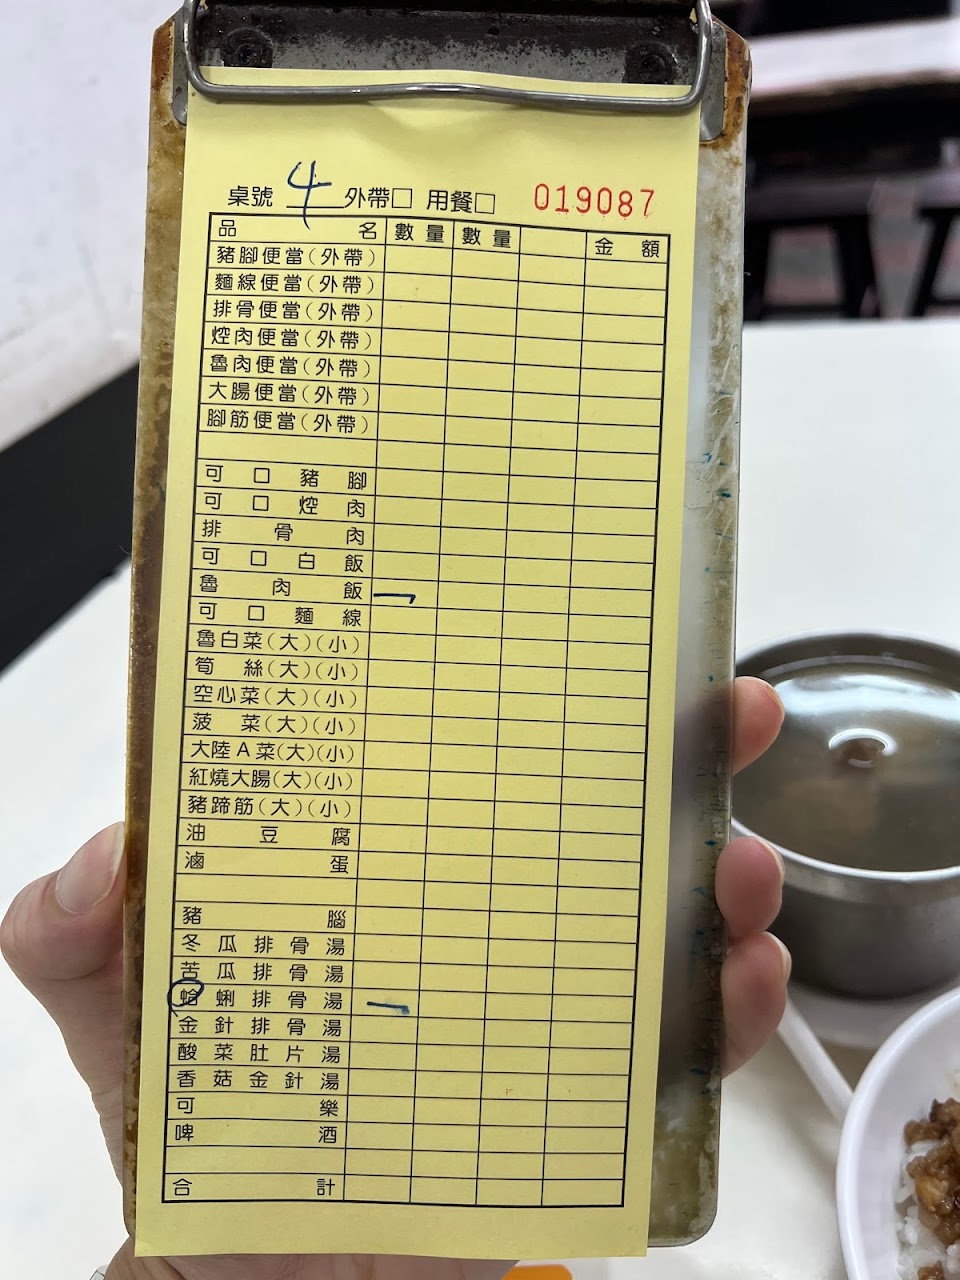 桌號 4 外帶□ 用餐□ 019087
品名 數量 數量 金額
豬腳便當(外帶)
麵線便當(外帶)
排骨便當(外帶)
焢肉便當(外帶)
魯肉便當(外帶)
大腸便當(外帶)
腳筋便當(外帶)
可口豬腳
可口焢肉
排骨肉
可口白飯
魯肉飯 一
可口麵線
魯白菜(大)(小)
筍絲(大)(小)
空心菜(大)(小)
菠菜(大)(小)
大陸A菜(大)(小)
紅燒大腸(大)(小)
豬蹄筋(大)(小)
油豆腐
滷蛋
豬腦
冬瓜排骨湯
苦瓜排骨湯
蛤蜊排骨湯 一
金針排骨湯
酸菜肚片湯
香菇金針湯
可樂
啤酒
合計